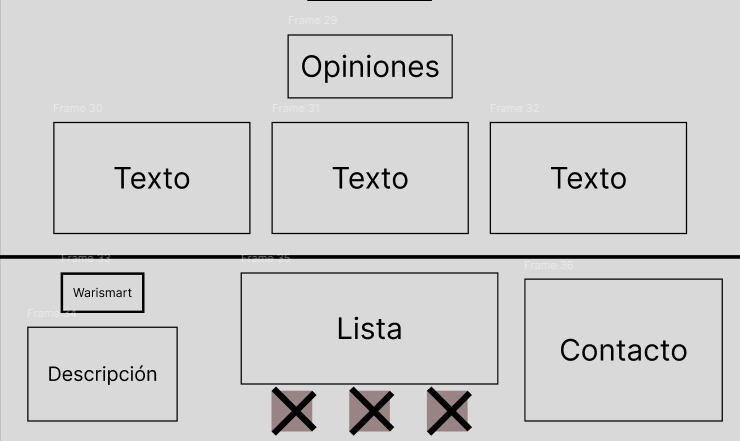 Frame 29
Opiniones
Frame 30
Frame 31
Frame 32
Texto
Texto
Texto
Frame 33
Frame 35
Frame 36
Warismart
Frame 34
Lista
Contacto
Descripción